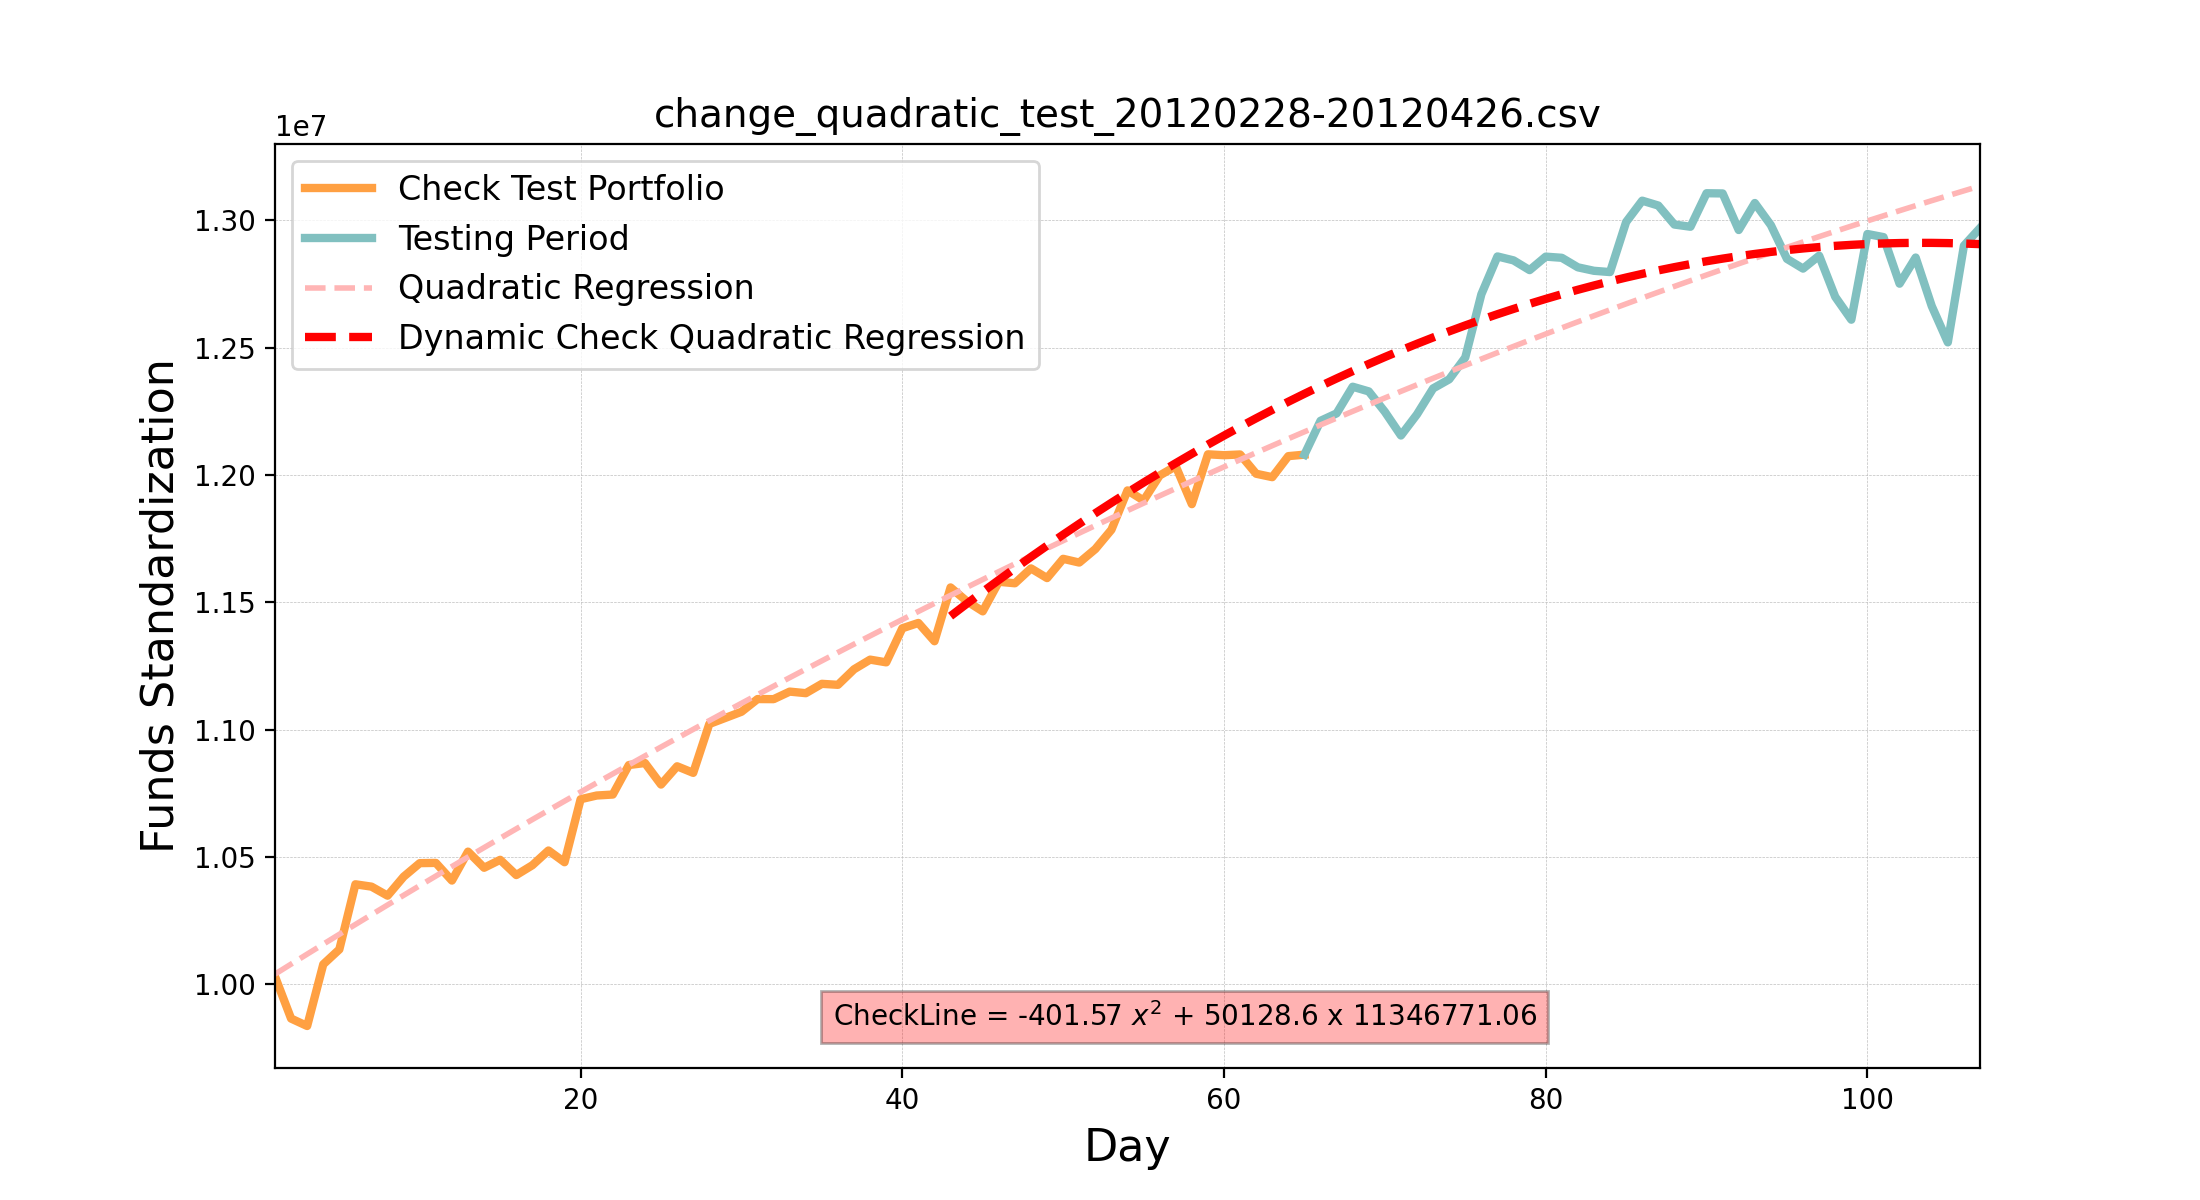 change_quadratic_test_20120228-20120426.csv
1e7
Check Test Portfolio
Testing Period
Quadratic Regression
Dynamic Check Quadratic Regression
1.30
1.25
1.20
1.15
1.10
1.05
1.00
Funds Standardization
CheckLine = -401.57 x² + 50128.6 x 11346771.06
20 40 60 80 100
Day